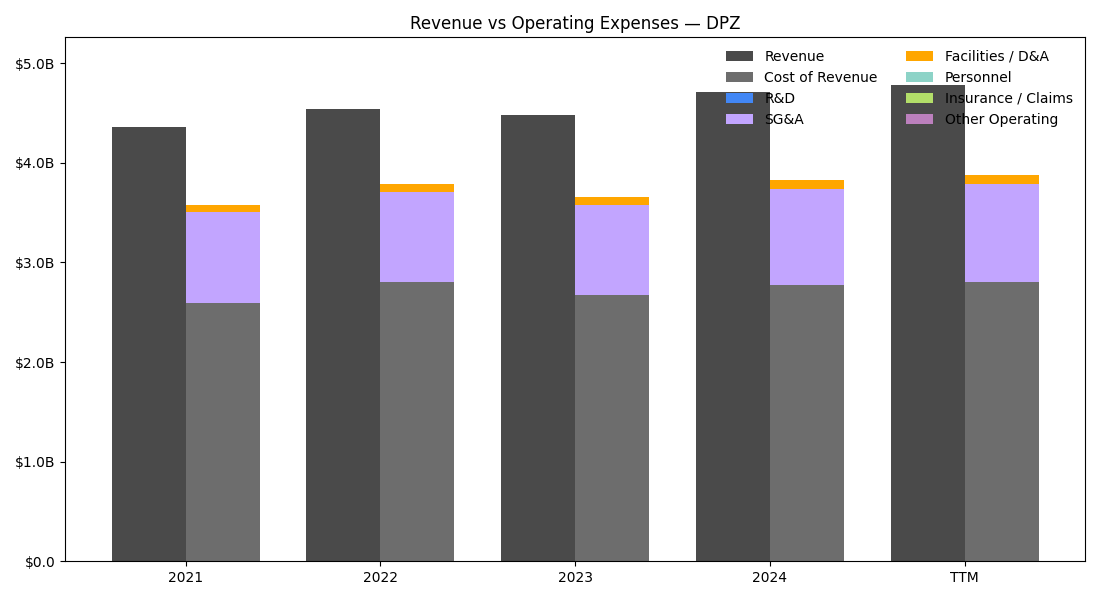 Revenue vs Operating Expenses — DPZ
$5.0B
$4.0B
$3.0B
$2.0B
$1.0B
$0.0
Revenue
Cost of Revenue
R&D
SG&A
Facilities / D&A
Personnel
Insurance / Claims
Other Operating
2021
2022
2023
2024
TTM